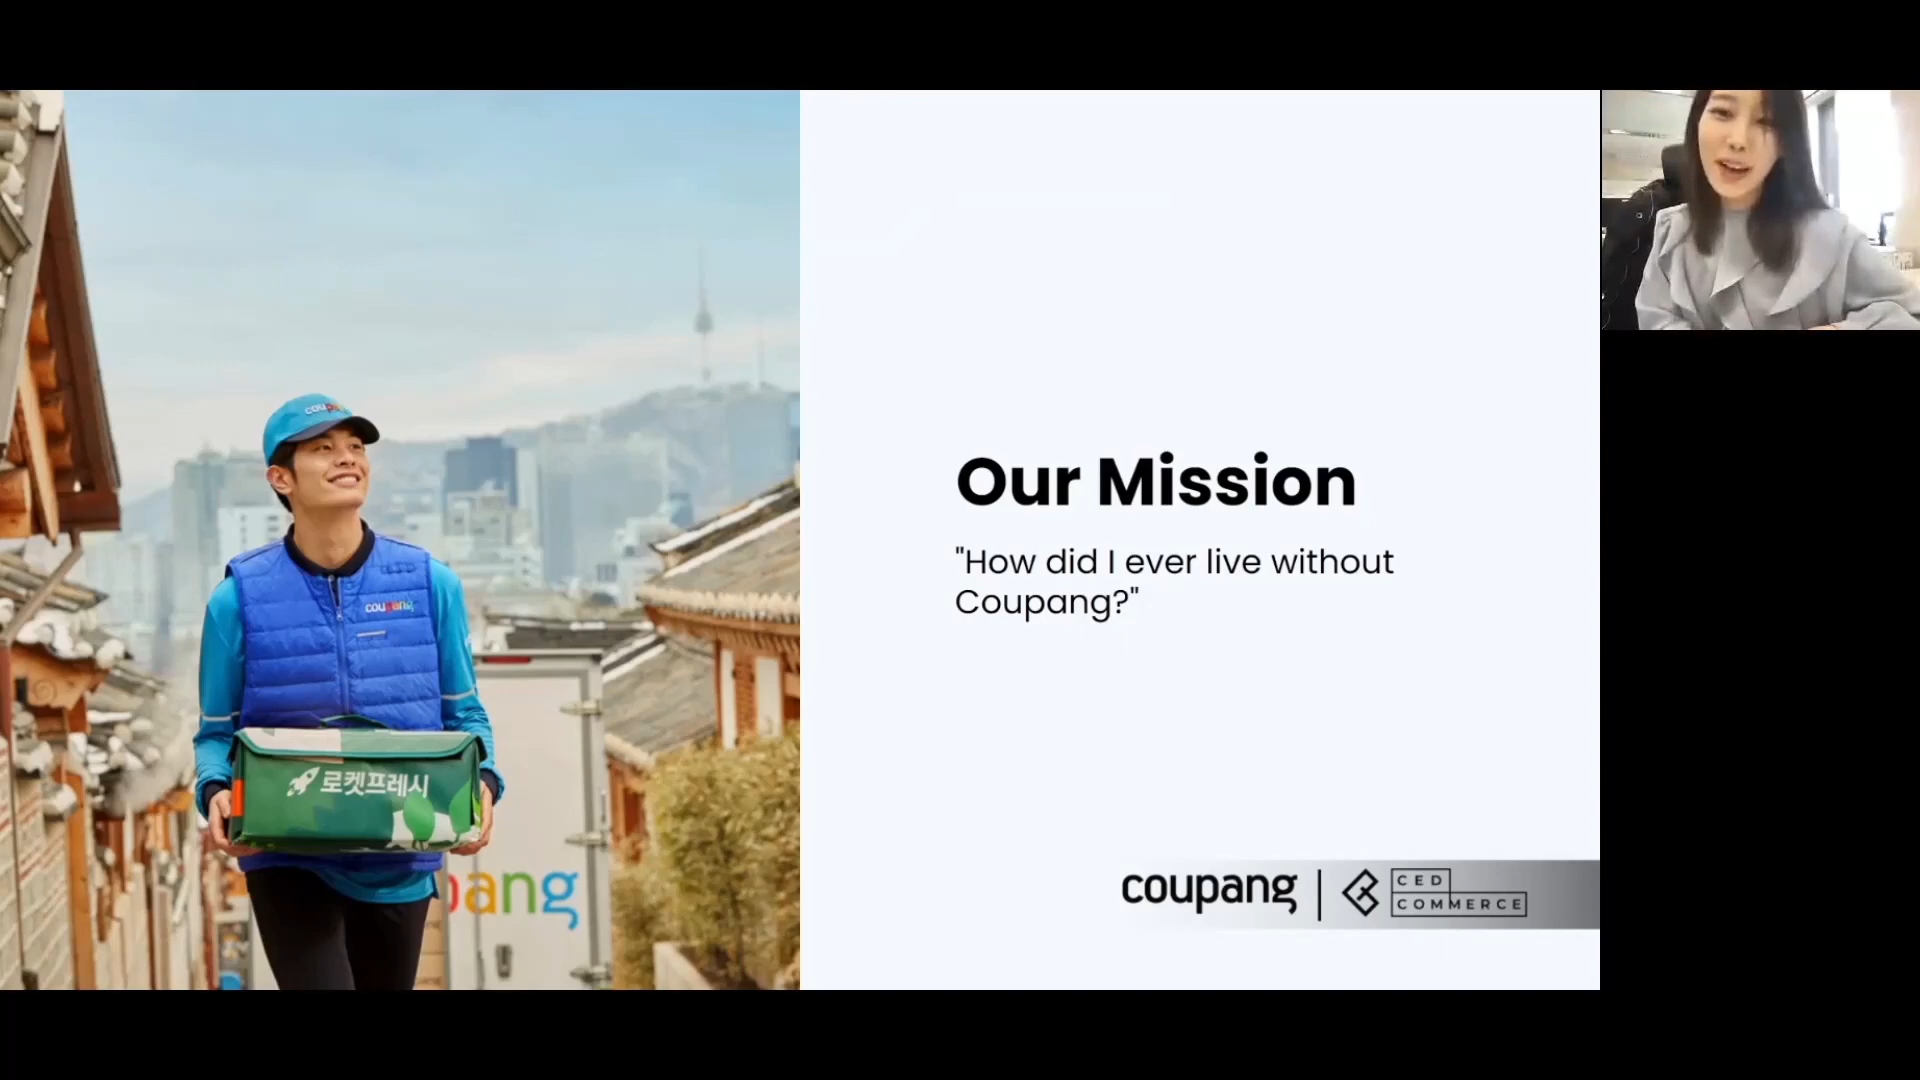 coupang
coupang
로켓프레시
pang
Our Mission
"How did I ever live without
Coupang?"
coupang
CED
COMMERCE